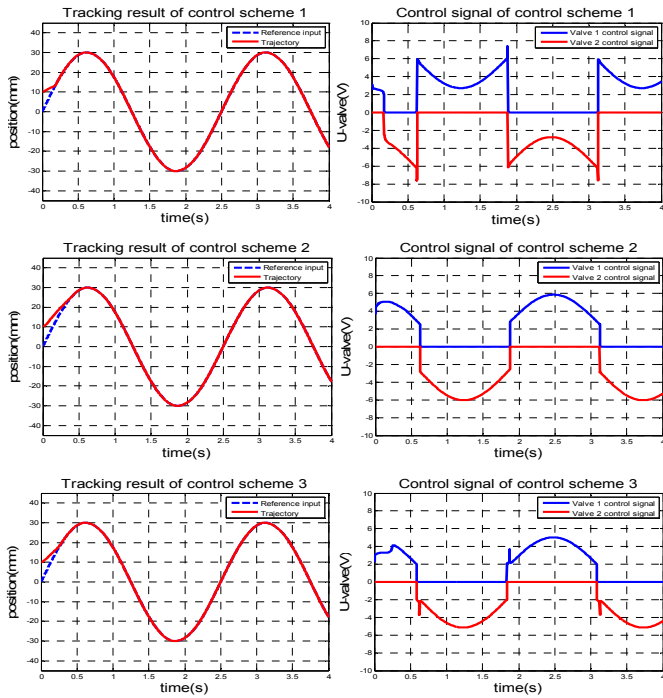 Tracking result of control scheme 1
Reference input
Trajectory
position(mm)
40
30
20
10
0
-10
-20
-30
-40
0 0.5 1 1.5 2 2.5 3 3.5 4
time(s)
Control signal of control scheme 1
Valve 1 control signal
Valve 2 control signal
U-valve(V)
10
8
6
4
2
0
-2
-4
-6
-8
-10
0 0.5 1 1.5 2 2.5 3 3.5 4
time(s)
Tracking result of control scheme 2
Reference input
Trajectory
position(mm)
40
30
20
10
0
-10
-20
-30
-40
0 0.5 1 1.5 2 2.5 3 3.5 4
time(s)
Control signal of control scheme 2
Valve 1 control signal
Valve 2 control signal
U-valve(V)
10
8
6
4
2
0
-2
-4
-6
-8
-10
0 0.5 1 1.5 2 2.5 3 3.5 4
time(s)
Tracking result of control scheme 3
Reference input
Trajectory
position(mm)
40
30
20
10
0
-10
-20
-30
-40
0 0.5 1 1.5 2 2.5 3 3.5 4
time(s)
Control signal of control scheme 3
Valve 1 control signal
Valve 2 control signal
U-valve(V)
10
8
6
4
2
0
-2
-4
-6
-8
-10
0 0.5 1 1.5 2 2.5 3 3.5 4
time(s)